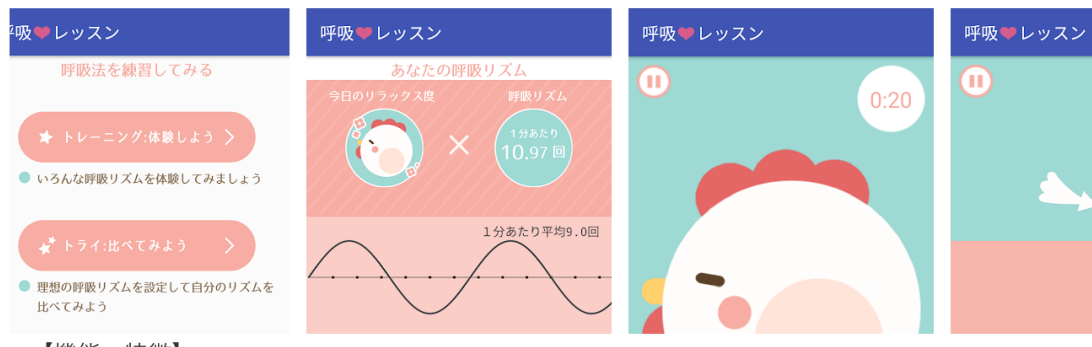 呼吸❤レッスン
呼吸法を練習してみる
トレーニング:体験しよう
いろんな呼吸リズムを体験してみましょう
トライ:比べてみよう
理想の呼吸リズムを設定して自分のリズムを
比べてみよう
呼吸❤レッスン
あなたの呼吸リズム
今日のリラックス度
呼吸リズム
1分あたり
10.97 回
1分あたり平均9.0回
呼吸❤レッスン
0:20
呼吸❤レッスン